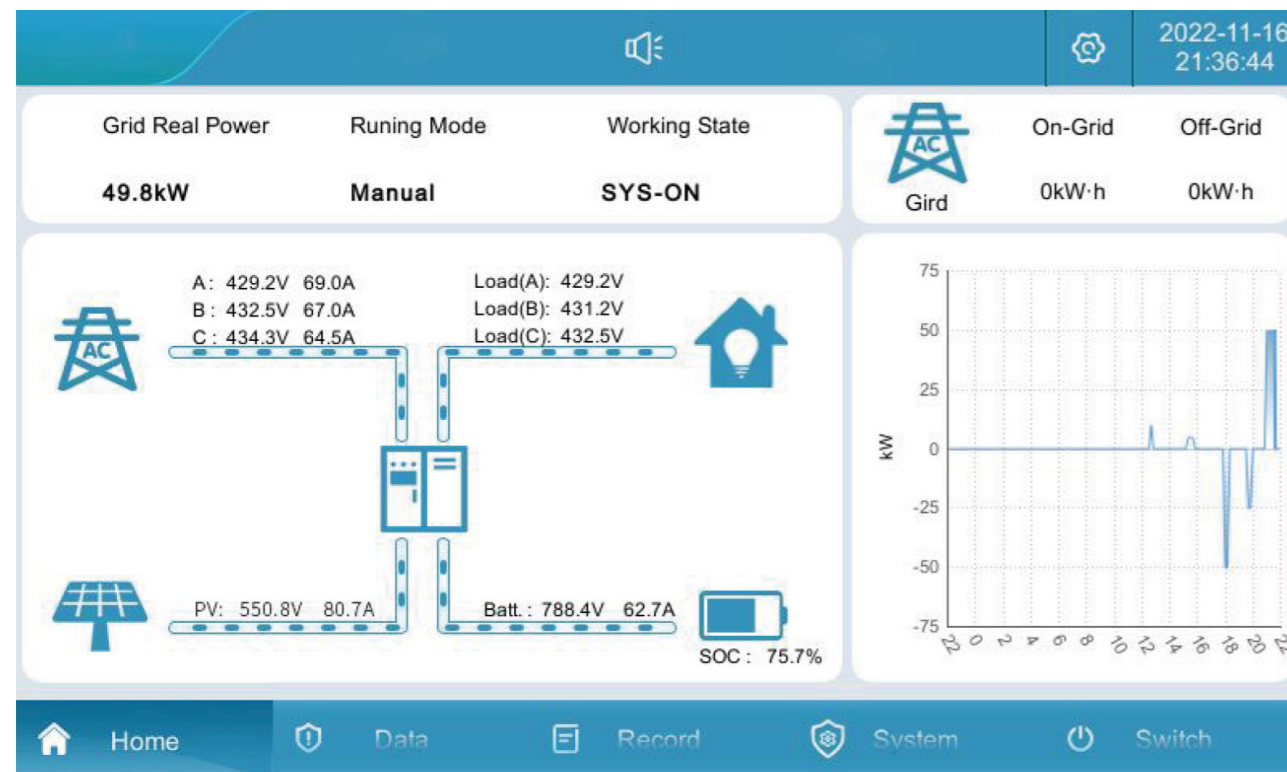 2022-11-16
21:36:44
Grid Real Power
Runing Mode
Working State
49.8kW
Manual
SYS-ON
AC
Gird
On-Grid
Off-Grid
0kW·h
0kW·h
A: 429.2V 69.0A
B: 432.5V 67.0A
C: 434.3V 64.5A
AC
Load(A): 429.2V
Load(B): 431.2V
Load(C): 432.5V
PV: 550.8V 80.7A
Batt.: 788.4V 62.7A
SOC: 75.7%
75
50
25
0
-25
-50
-75
kW
22 0 2 4 6 8 10 12 14 16 18 20
Home
Data
Record
System
Switch